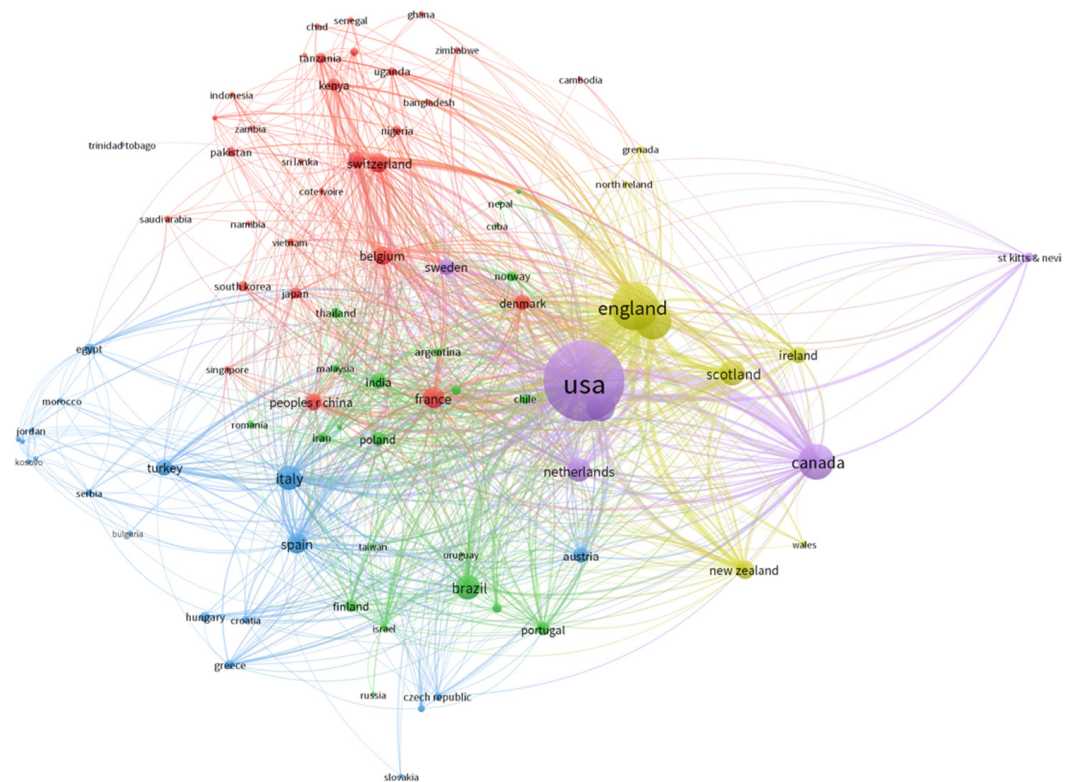 ghana
senegal
chad
zimbabwe
tanzania
uganda
cambodia
kenya
indonesia
bangladesh
zambia
nigeria
trinidad tobago
pakistan
grenada
sri lanka
switzerland
north ireland
cote ivoire
nepal
saudi arabia
namibia
cuba
vietnam
belgium
st kitts & nevi
sweden
norway
south korea
japan
denmark
england
thailand
egypt
argentina
ireland
singapore
malaysia
scotland
india
usa
morocco
peoples r china
france
chile
romania
jordan
iran
poland
kosovo
turkey
netherlands
canada
italy
serbia
bulgaria
spain
taiwan
wales
uruguay
austria
new zealand
brazil
finland
hungary
croatia
israel
portugal
greece
russia
czech republic
slovakia